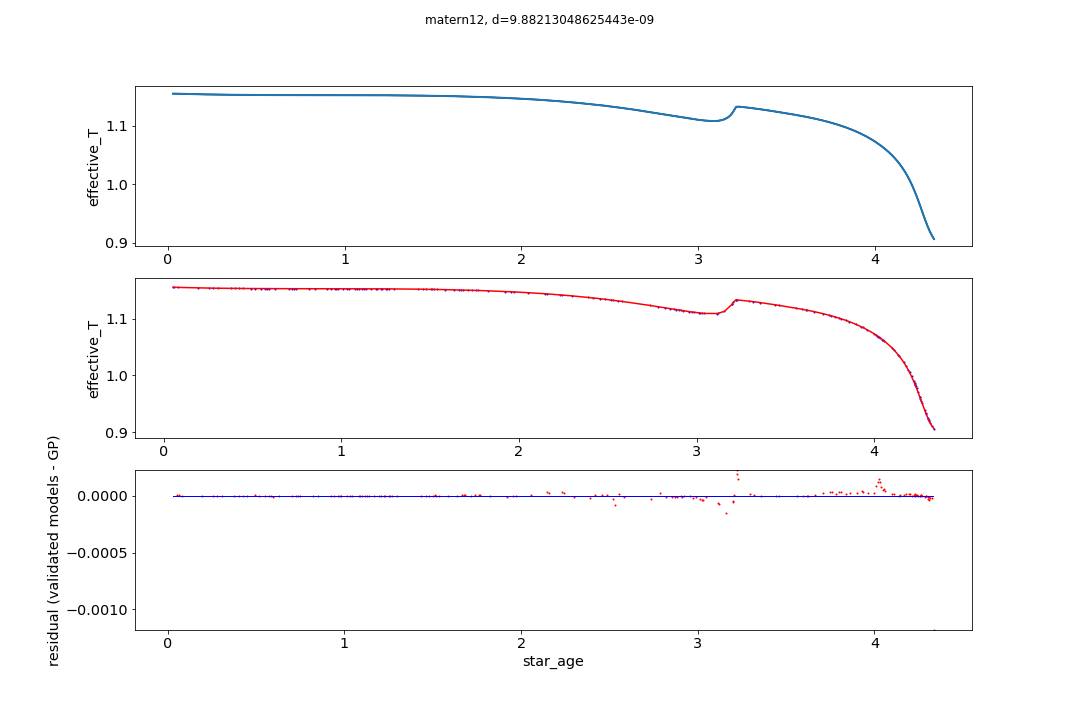 matern12, d=9.88213048625443e-09
effective_T
1.1
1.0
0.9
0 1 2 3 4
effective_T
1.1
1.0
0.9
0 1 2 3 4
residual (validated models - GP)
0.0000
−0.0005
−0.0010
0 1 2 3 4
star_age